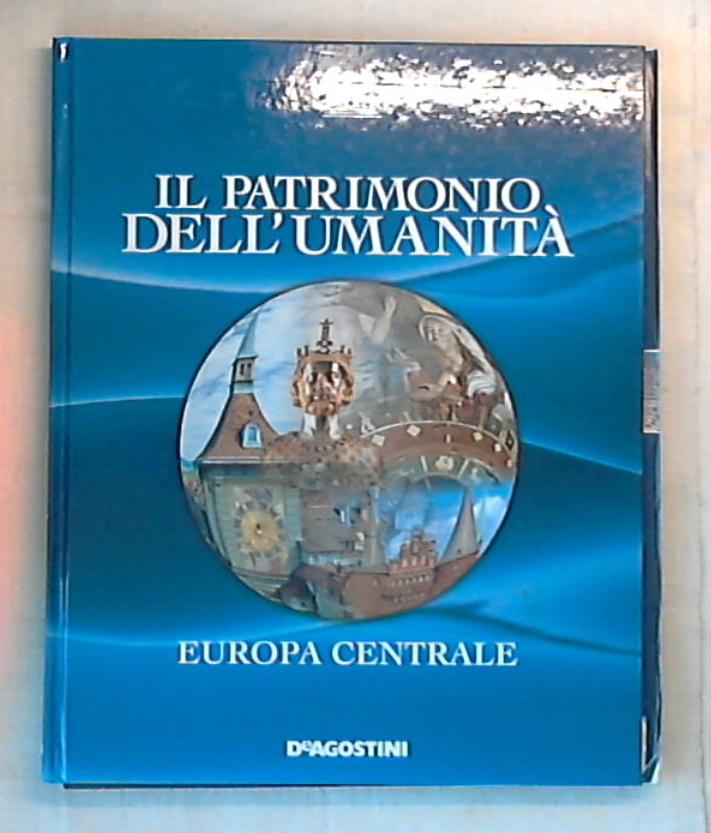 IL PATRIMONIO
DELL'UMANITÀ
EUROPA CENTRALE
DeAGOSTINI